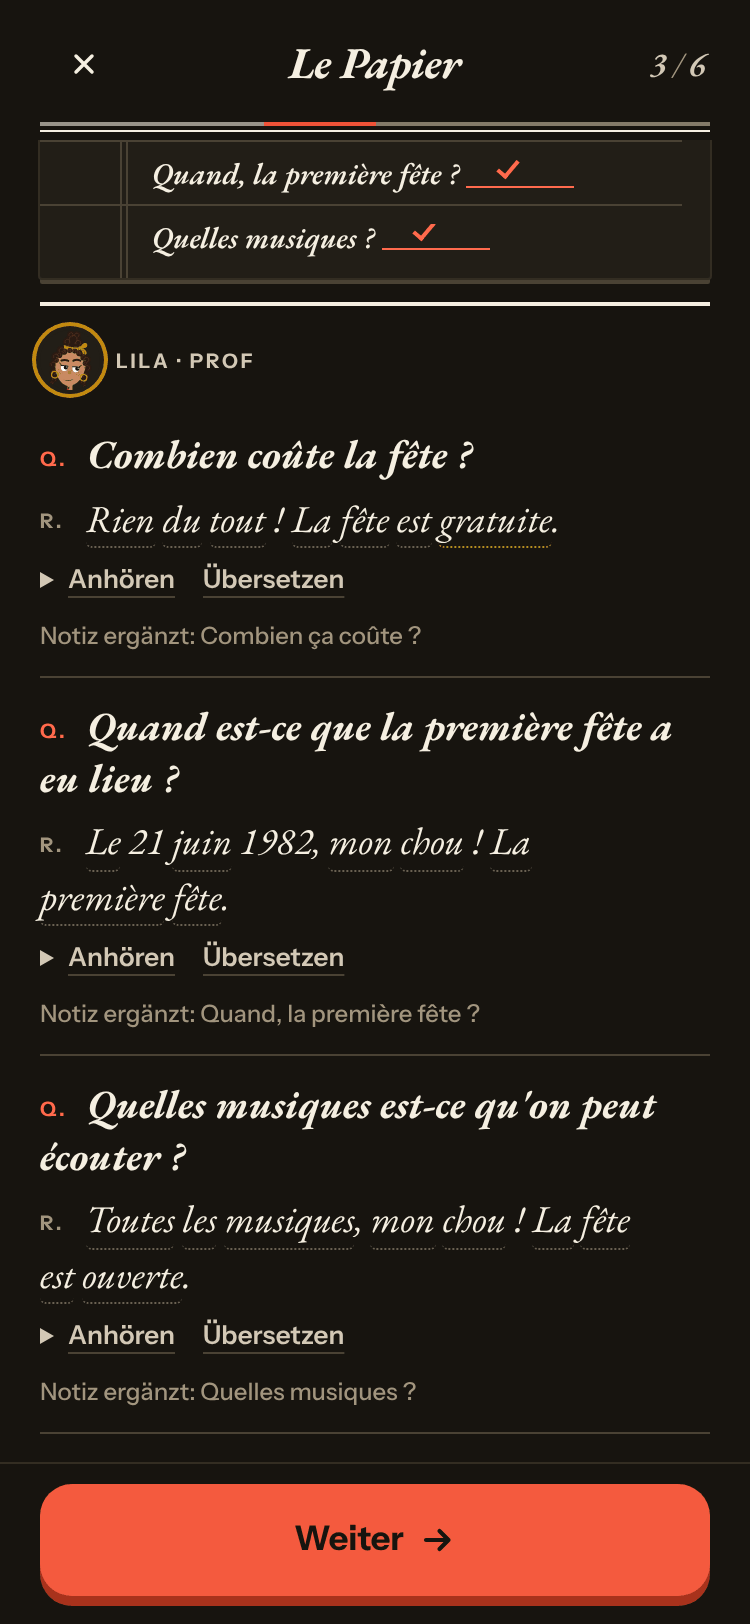 Le Papier
3 / 6
Quand, la première fête ?
Quelles musiques ?
LILA · PROF
Q. Combien coûte la fête ?
R. Rien du tout ! La fête est gratuite.
Anhören Übersetzen
Notiz ergänzt: Combien ça coûte ?
Q. Quand est-ce que la première fête a
eu lieu ?
R. Le 21 juin 1982, mon chou ! La
première fête.
Anhören Übersetzen
Notiz ergänzt: Quand, la première fête ?
Q. Quelles musiques est-ce qu'on peut
écouter ?
R. Toutes les musiques, mon chou ! La fête
est ouverte.
Anhören Übersetzen
Notiz ergänzt: Quelles musiques ?
Weiter →